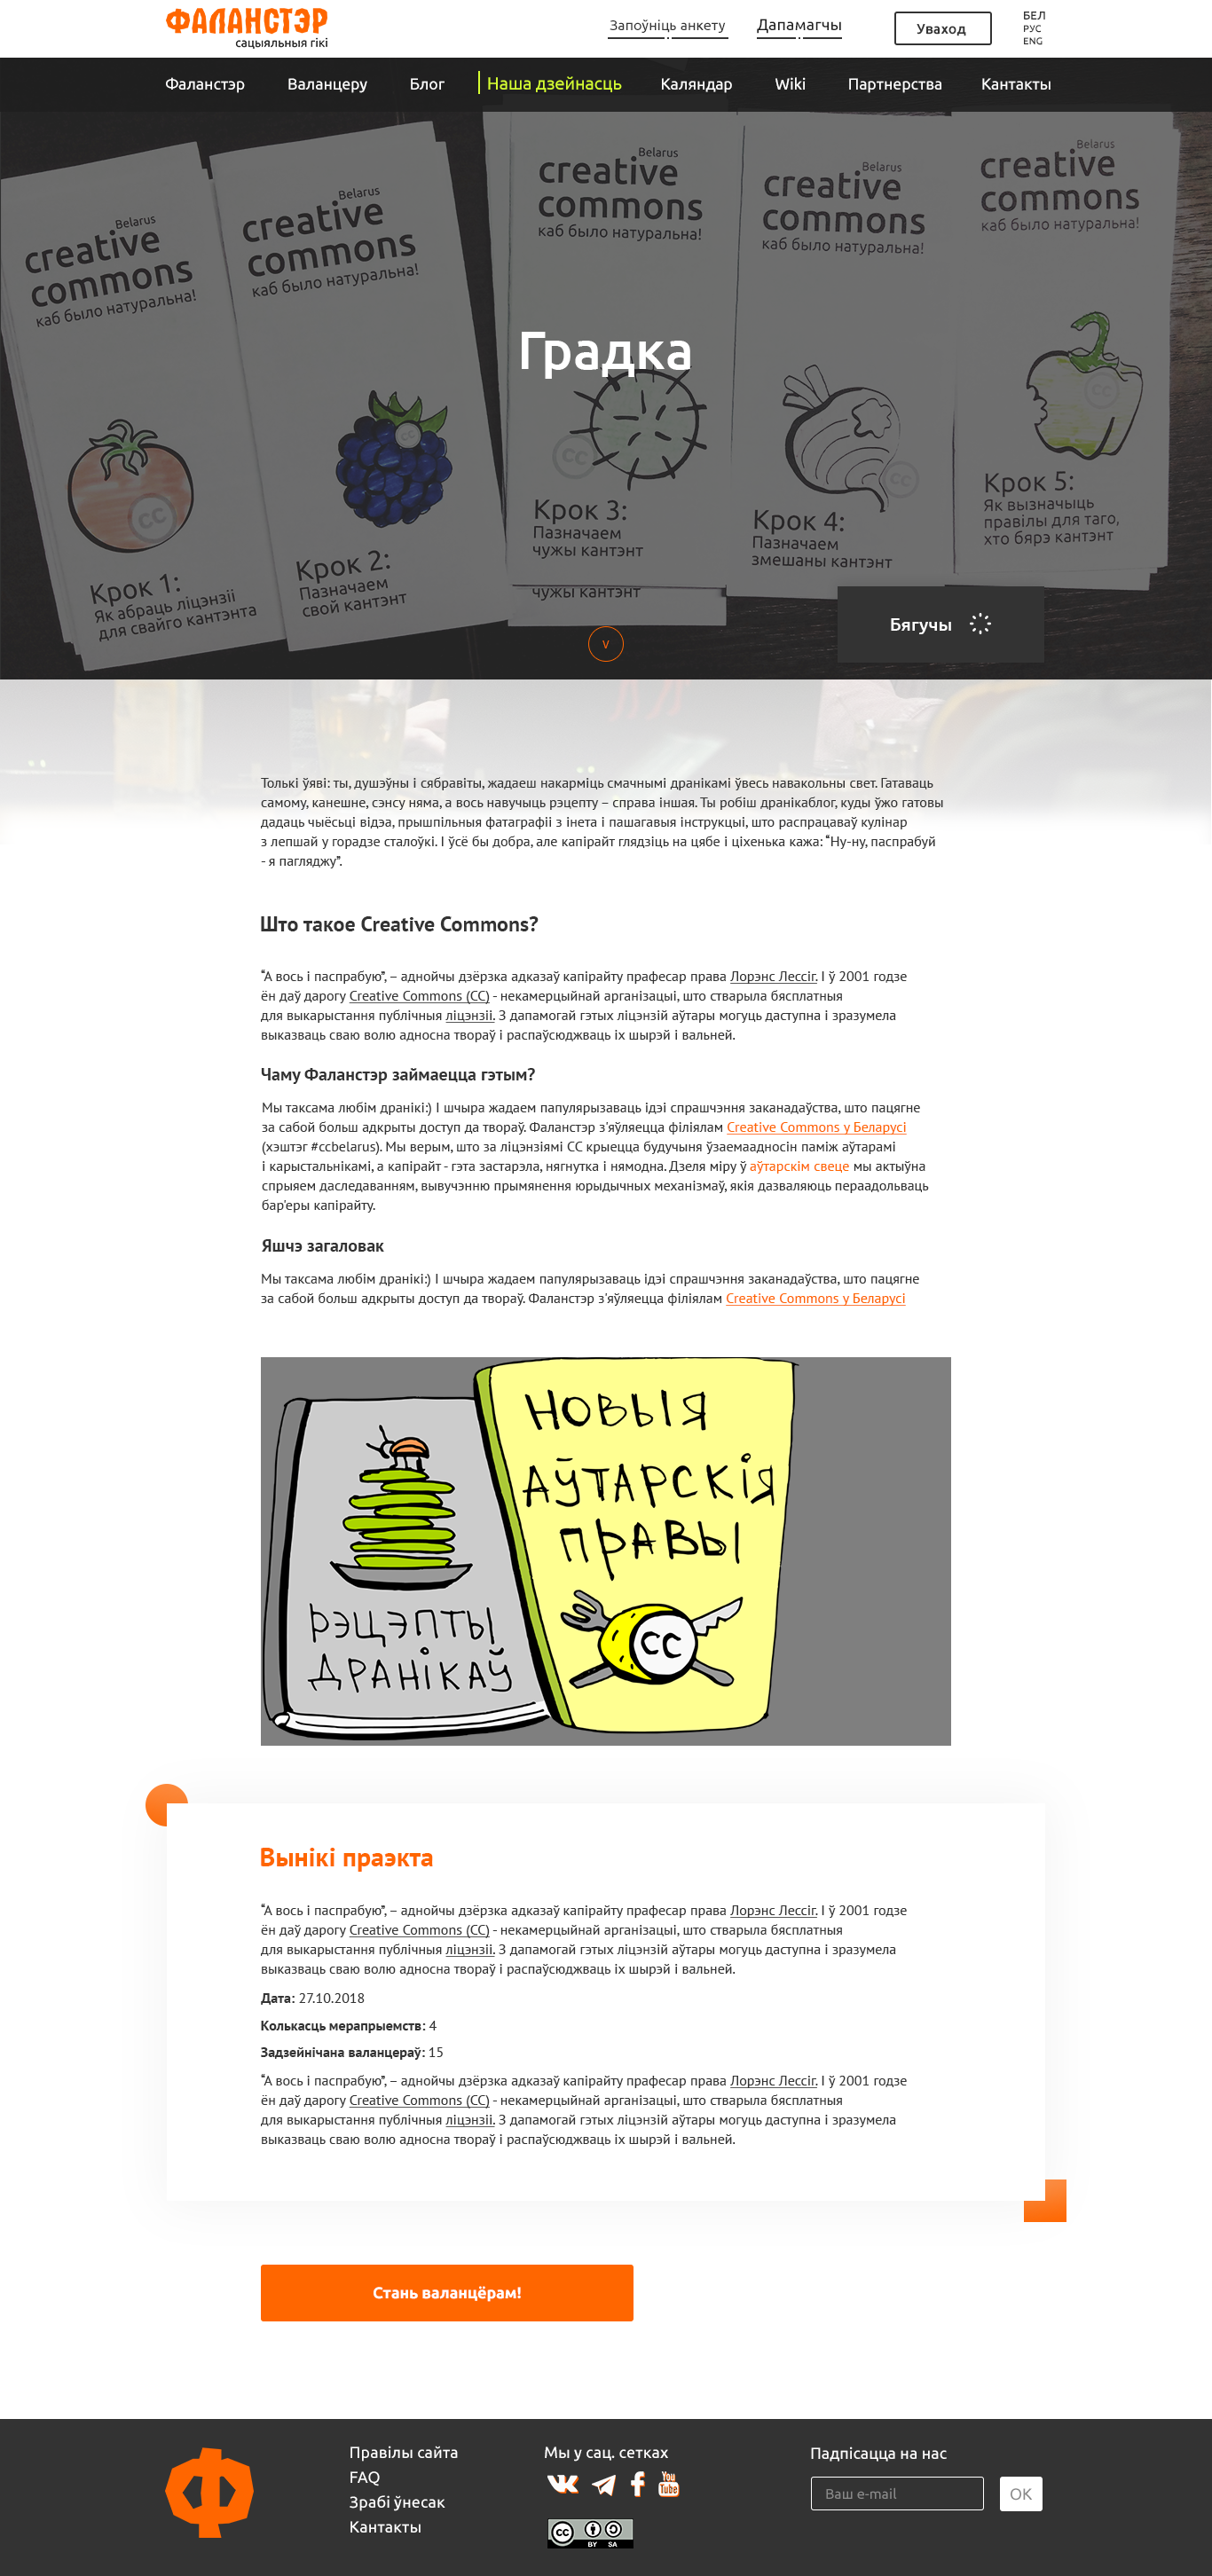 ФАЛАНСТЭР
сацыяльныя гікі
Запоўніць анкету
Дапамагчы
Уваход
БЕЛ
РУС
ENG
Фаланстэр
Валанцеру
Блог
Наша дзейнасць
Каляндар
Wiki
Партнерства
Кантакты
Belarus
creative
commons
каб было натуральна!
cc
Крок 1:
Як абраць ліцэнзіі
для свайго кантэнта
Belarus
creative
commons
каб было натуральна!
cc
Крок 2:
Пазначаем
свой кантэнт
Belarus
creative
commons
каб было натуральна!
cc
Крок 3:
Пазначаем
чужы кантэнт
чужы кантэнт
Belarus
creative
commons
каб было натуральна!
cc
Крок 4:
Пазначаем
змешаны кантэнт
Belarus
creative
commons
каб было натуральна!
cc
Крок 5:
Як вызначыць
правілы для таго,
хто бярэ кантэнт
Градка
Бягучы
Толькі ўяві: ты, душэўны і сябравіты, жадаеш накарміць смачнымі дранікамі ўвесь навакольны свет. Гатаваць
самому, канешне, сэнсу няма, а вось навучыць рэцепту – справа іншая. Ты робіш дранікаблог, куды ўжо гатовы
дадаць чыёсьці відэа, прышпільныя фатаграфіі з інета і пашагавыя інструкцыі, што распрацаваў кулінар
з лепшай у горадзе сталоўкі. І ўсё бы добра, але капірайт глядзіць на цябе і ціхенька кажа: “Ну-ну, паспрабуй
- я пагляджу”.
Што такое Creative Commons?
“А вось і паспрабую”, – аднойчы дзёрзка адказаў капірайту прафесар права Лорэнс Лессіг. І ў 2001 годзе
ён даў дарогу Creative Commons (CC) - некамерцыйнай арганізацыі, што стварыла бясплатныя
для выкарыстання публічныя ліцэнзіі. З дапамогай гэтых ліцэнзій аўтары могуць даступна і зразумела
выказваць сваю волю адносна твораў і распаўсюджваць іх шырэй і вальней.
Чаму Фаланстэр займаецца гэтым?
Мы таксама любім дранікі:) І шчыра жадаем папулярызаваць ідэі спрашчэння заканадаўства, што пацягне
за сабой больш адкрыты доступ да твораў. Фаланстэр з'яўляецца філіялам Creative Commons у Беларусі
(хэштэг #ccbelarus). Мы верым, што за ліцэнзіямі CC крыецца будучыня ўзаемаадносін паміж аўтарамі
і карыстальнікамі, а капірайт - гэта застарэла, нягнутка і нямодна. Дзеля міру ў аўтарскім свеце мы актыўна
спрыяем даследаванням, вывучэнню прымянення юрыдычных механізмаў, якія дазваляюць пераадольваць
бар'еры капірайту.
Яшчэ загаловак
Мы таксама любім дранікі:) І шчыра жадаем папулярызаваць ідэі спрашчэння заканадаўства, што пацягне
за сабой больш адкрыты доступ да твораў. Фаланстэр з'яўляецца філіялам Creative Commons у Беларусі
РЭЦЭПТЫ
ДРАНІКАЎ
НОВЫЯ
АЎТАРСКІЯ
ПРАВЫ
CC
Вынікі праэкта
“А вось і паспрабую”, – аднойчы дзёрзка адказаў капірайту прафесар права Лорэнс Лессіг. І ў 2001 годзе
ён даў дарогу Creative Commons (CC) - некамерцыйнай арганізацыі, што стварыла бясплатныя
для выкарыстання публічныя ліцэнзіі. З дапамогай гэтых ліцэнзій аўтары могуць даступна і зразумела
выказваць сваю волю адносна твораў і распаўсюджваць іх шырэй і вальней.
Дата: 27.10.2018
Колькасць мерапрыемств: 4
Задзейнічана валанцераў: 15
“А вось і паспрабую”, – аднойчы дзёрзка адказаў капірайту прафесар права Лорэнс Лессіг. І ў 2001 годзе
ён даў дарогу Creative Commons (CC) - некамерцыйнай арганізацыі, што стварыла бясплатныя
для выкарыстання публічныя ліцэнзіі. З дапамогай гэтых ліцэнзій аўтары могуць даступна і зразумела
выказваць сваю волю адносна твораў і распаўсюджваць іх шырэй і вальней.
Стань валанцёрам!
Ф
Правілы сайта
FAQ
Зрабі ўнесак
Кантакты
Мы у сац. сетках
You
Tube
cc
BY SA
Падпісацца на нас
Ваш e-mail
OK